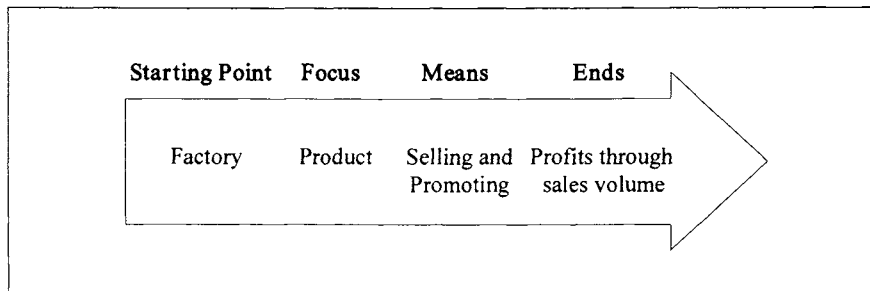 Starting Point Focus Means Ends
Factory Product Selling and Profits through
Promoting sales volume